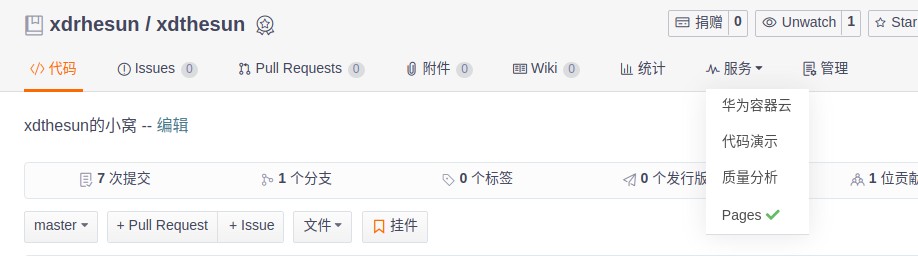 xdrhesun / xdthesun 捐赠 0 Unwatch 1 Star
代码 Issues 0 Pull Requests 0 附件 0 Wiki 0 统计 服务 管理
华为容器云
xdthesun的小窝 -- 编辑
代码演示
7 次提交 1 个分支 0 个标签 0 个发行版 1 位贡献
质量分析
Pages
master + Pull Request + Issue 文件 挂件